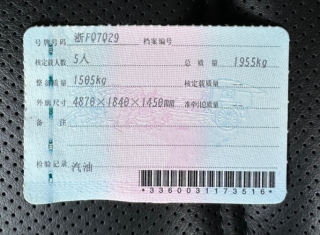 号牌号码 浙FQ7Q29 档案编号
核定载人数 5人 总质量 1955kg
整备质量 1505kg 核定载质量
外廓尺寸 4870×1840×1450mm 准牵引总质量
备注
检验记录 汽油
*3360031173516*